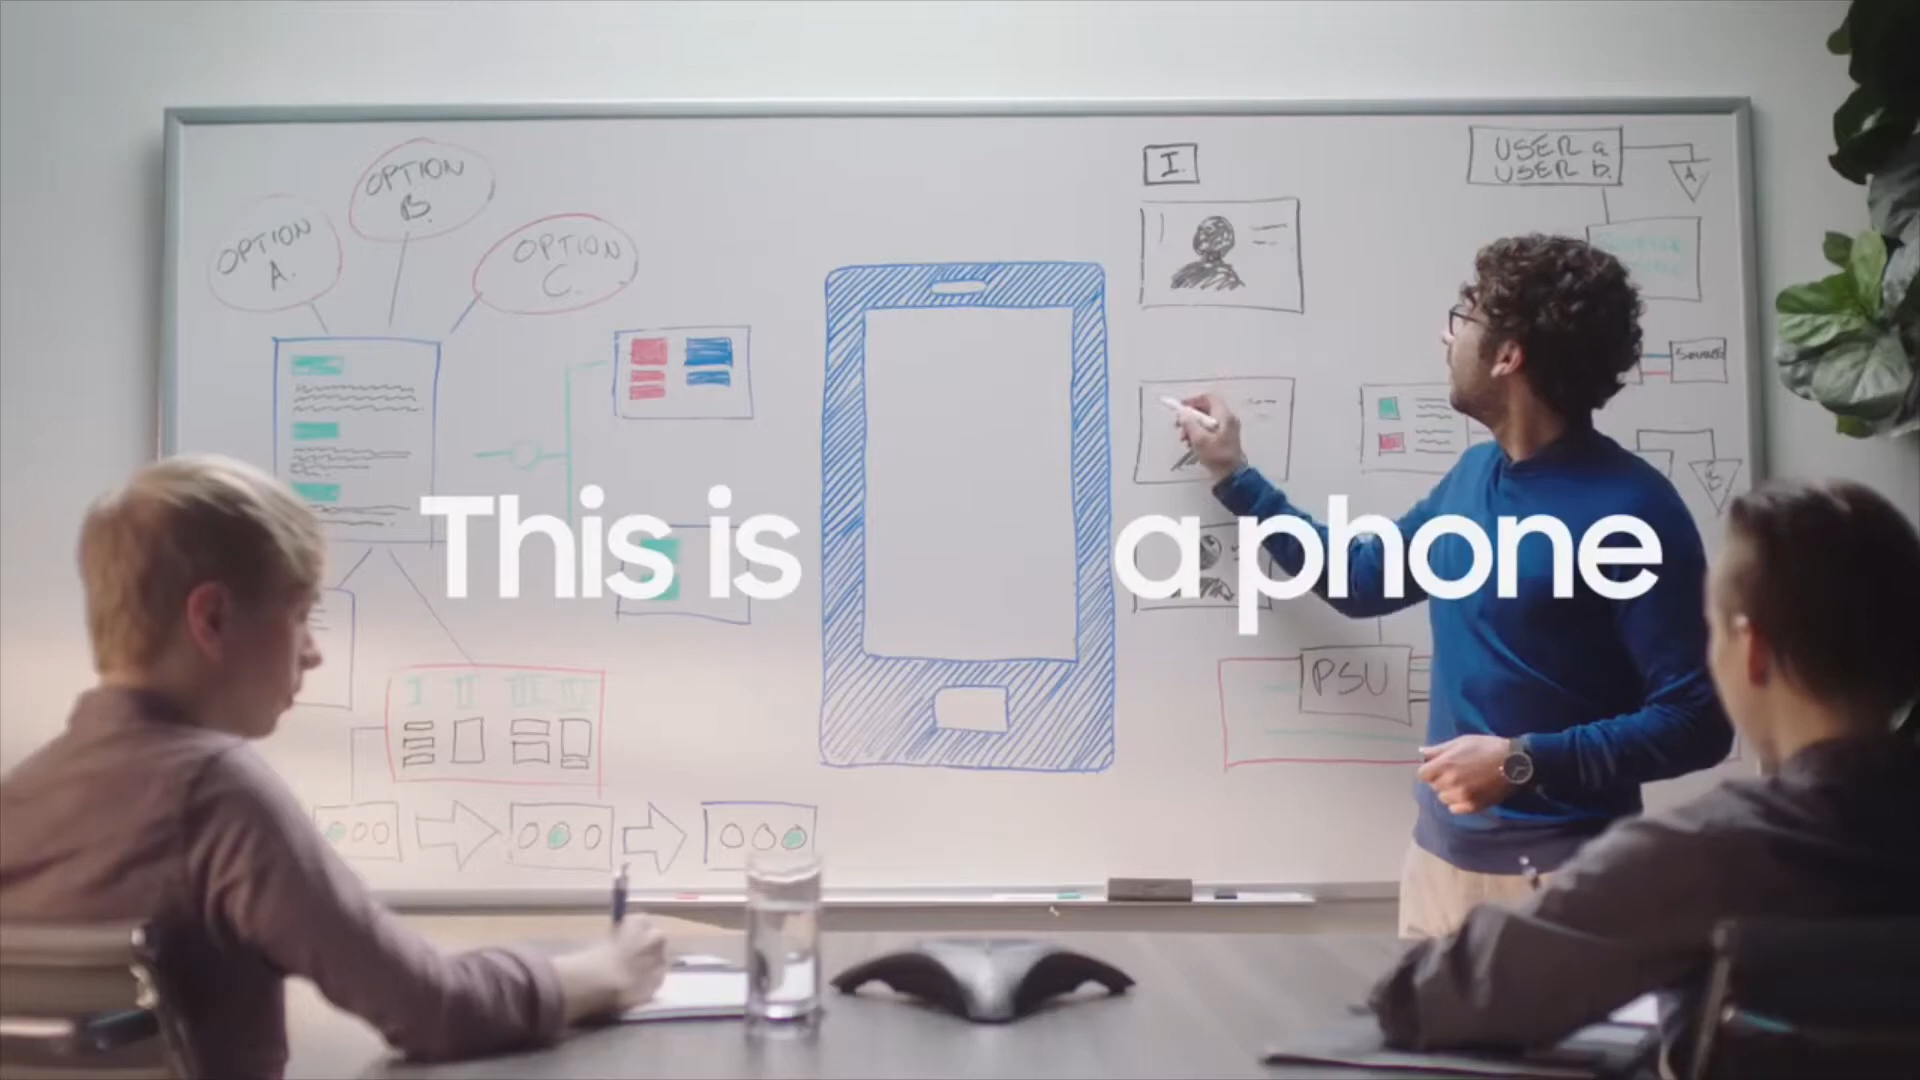 OPTION
A.
OPTION
B.
OPTION
C.
This is a phone
I.
USER a
USER b.
A
PSU